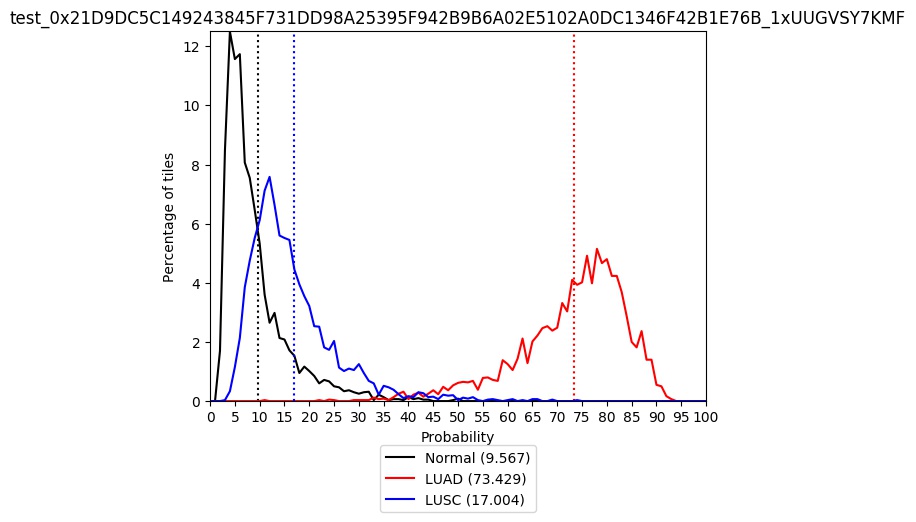 test_0x21D9DC5C149243845F731DD98A25395F942B9B6A02E5102A0DC1346F42B1E76B_1xUUGVSY7KMF
12
10
8
6
4
2
0
Percentage of tiles
0 5 10 15 20 25 30 35 40 45 50 55 60 65 70 75 80 85 90 95 100
Probability
Normal (9.567)
LUAD (73.429)
LUSC (17.004)